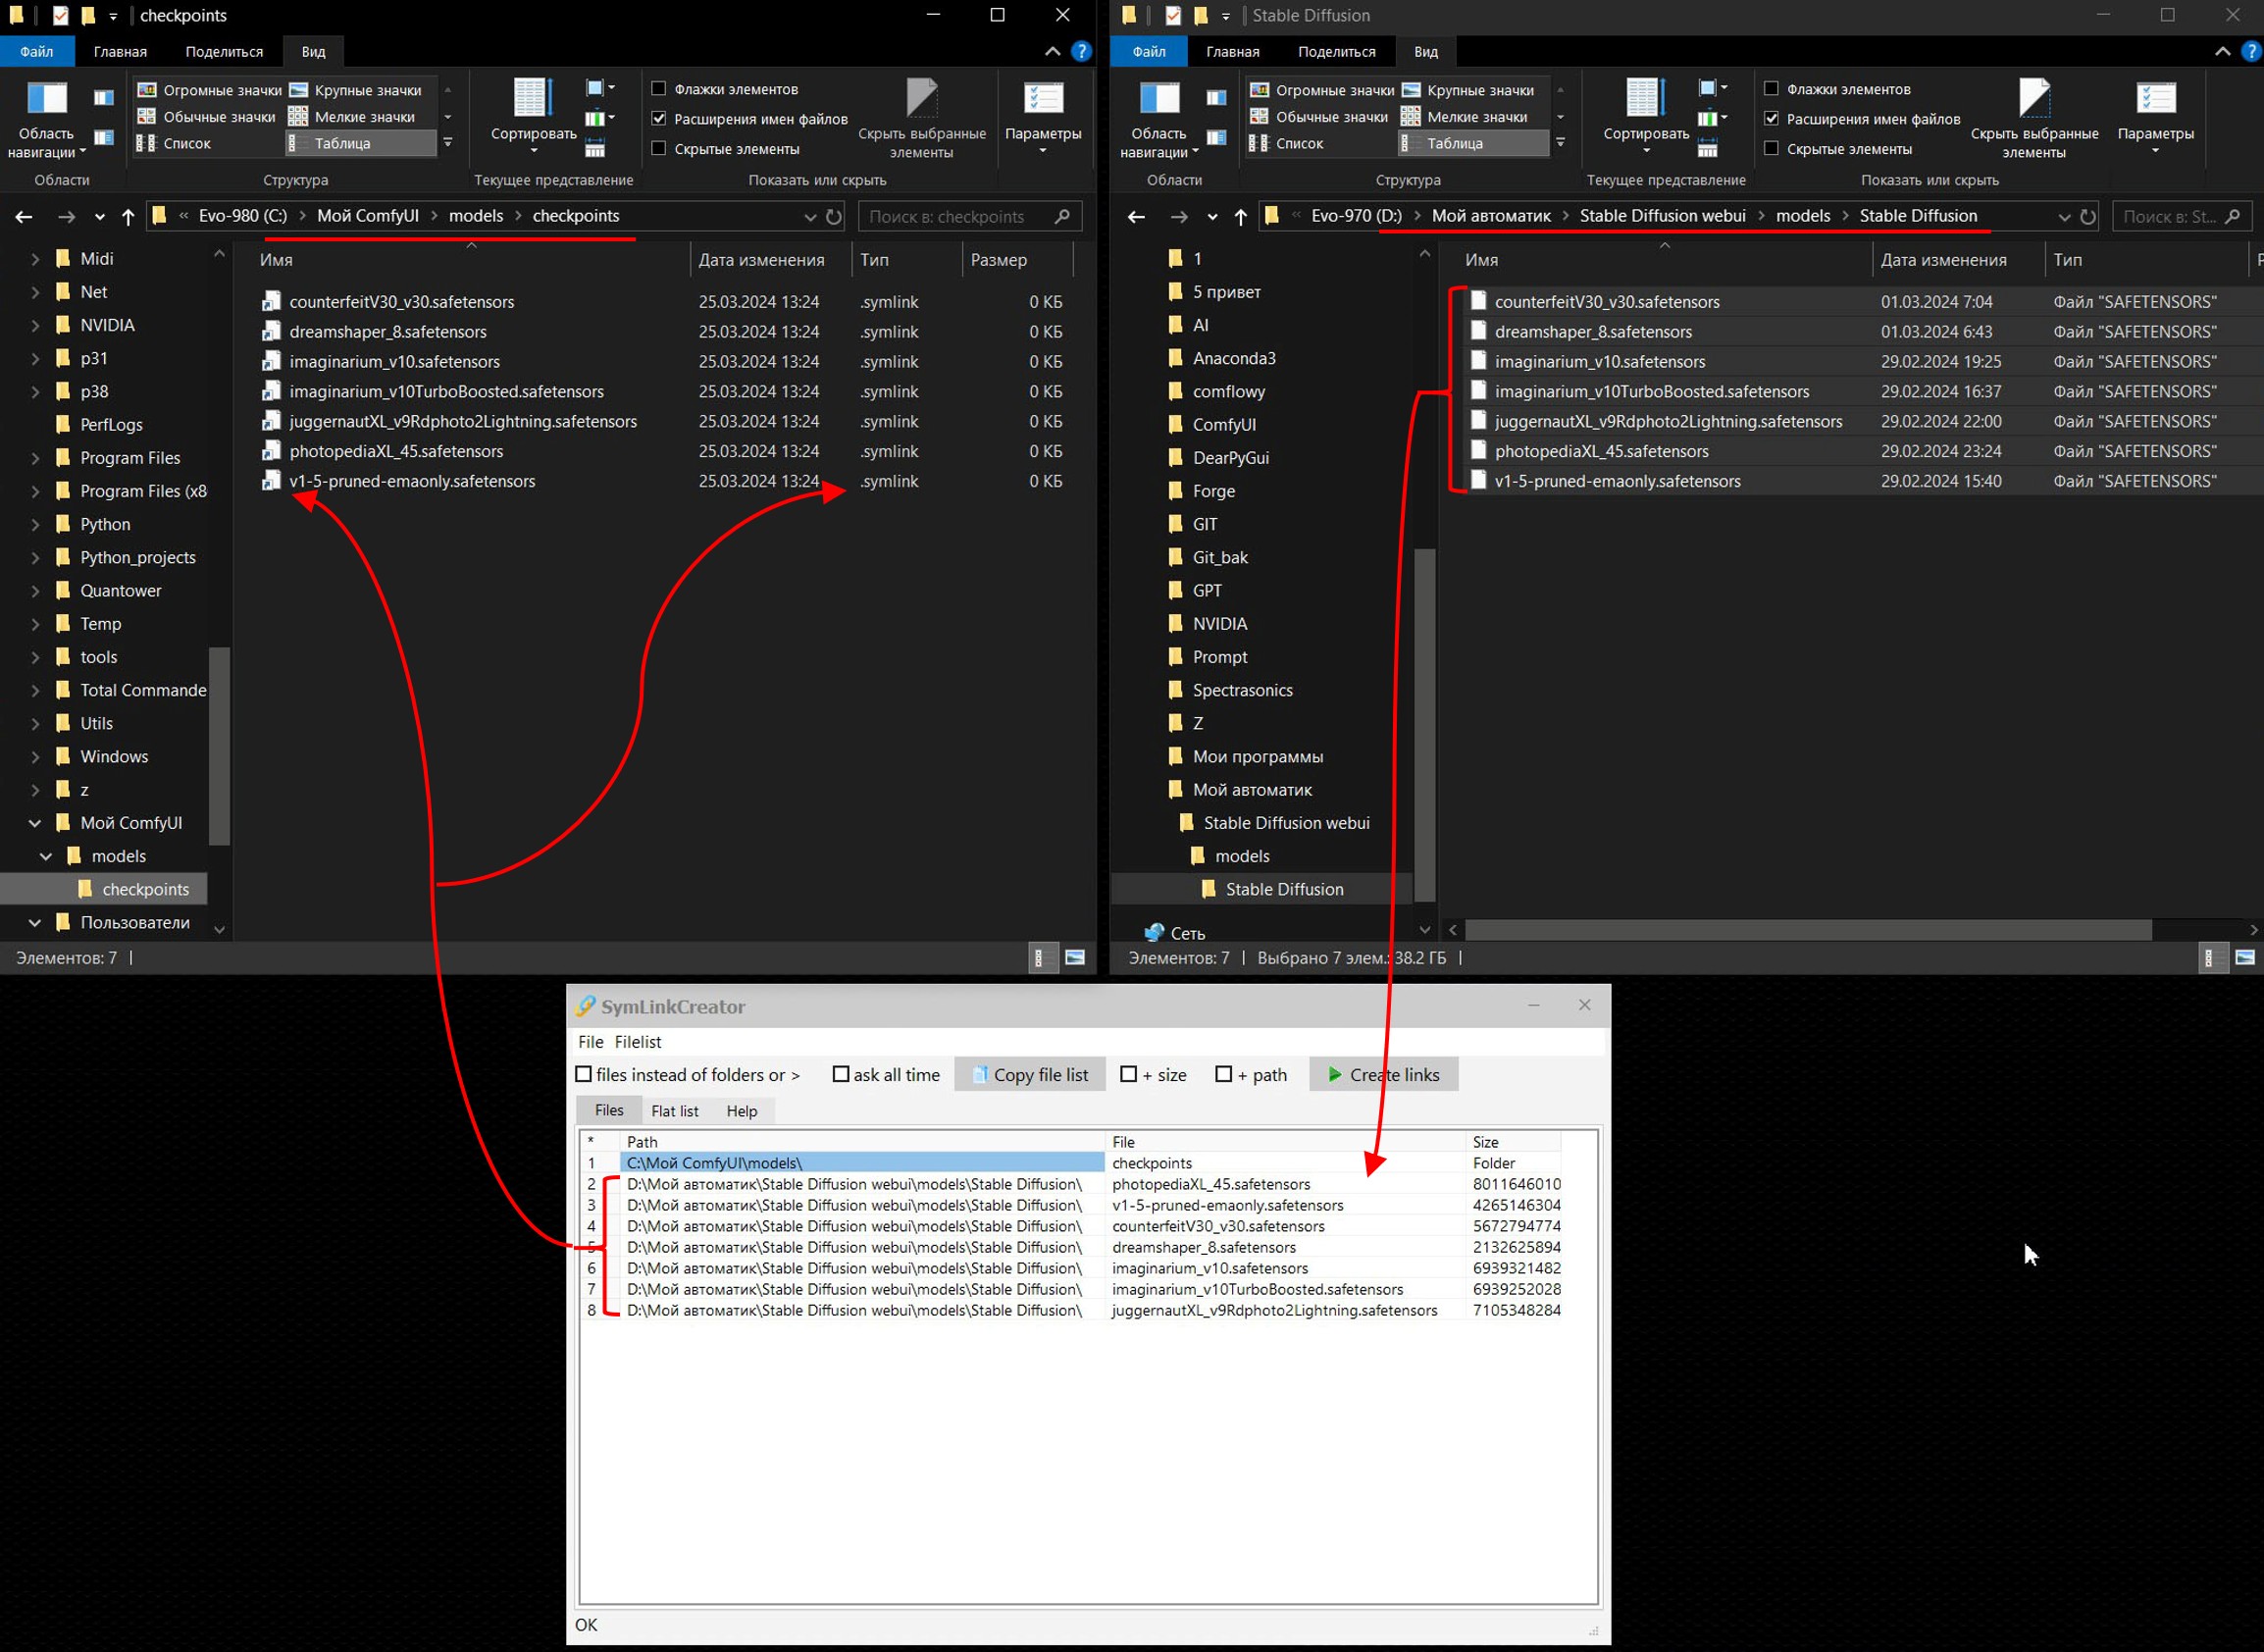 checkpoints
Файл Главная Поделиться Вид
Огромные значки Крупные значки
Обычные значки Мелкие значки
Список Таблица
Область навигации
Сортировать
Флажки элементов
Расширения имен файлов
Скрытые элементы
Скрыть выбранные элементы
Параметры
Области Структура Текущее представление Показать или скрыть
« Evo-980 (C:) > Мой ComfyUI > models > checkpoints
Поиск в: checkpoints
Midi
Net
NVIDIA
p31
p38
PerfLogs
Program Files
Program Files (x8
Python
Python_projects
Quantower
Temp
tools
Total Commande
Utils
Windows
z
Мой ComfyUI
models
checkpoints
Пользователи
Имя Дата изменения Тип Размер
counterfeitV30_v30.safetensors 25.03.2024 13:24 .symlink 0 КБ
dreamshaper_8.safetensors 25.03.2024 13:24 .symlink 0 КБ
imaginarium_v10.safetensors 25.03.2024 13:24 .symlink 0 КБ
imaginarium_v10TurboBoosted.safetensors 25.03.2024 13:24 .symlink 0 КБ
juggernautXL_v9Rdphoto2Lightning.safetensors 25.03.2024 13:24 .symlink 0 КБ
photopediaXL_45.safetensors 25.03.2024 13:24 .symlink 0 КБ
v1-5-pruned-emaonly.safetensors 25.03.2024 13:24 .symlink 0 КБ
Элементов: 7
Stable Diffusion
Файл Главная Поделиться Вид
Огромные значки Крупные значки
Обычные значки Мелкие значки
Список Таблица
Область навигации
Сортировать
Флажки элементов
Расширения имен файлов
Скрытые элементы
Скрыть выбранные элементы
Параметры
Области Структура Текущее представление Показать или скрыть
« Evo-970 (D:) > Мой автоматик > Stable Diffusion webui > models > Stable Diffusion
Поиск в: St...
1
5 привет
AI
Anaconda3
comflowy
ComfyUI
DearPyGui
Forge
GIT
Git_bak
GPT
NVIDIA
Prompt
Spectrasonics
Z
Мои программы
Мой автоматик
Stable Diffusion webui
models
Stable Diffusion
Сеть
Имя Дата изменения Тип
counterfeitV30_v30.safetensors 01.03.2024 7:04 Файл "SAFETENSORS"
dreamshaper_8.safetensors 01.03.2024 6:43 Файл "SAFETENSORS"
imaginarium_v10.safetensors 29.02.2024 19:25 Файл "SAFETENSORS"
imaginarium_v10TurboBoosted.safetensors 29.02.2024 16:37 Файл "SAFETENSORS"
juggernautXL_v9Rdphoto2Lightning.safetensors 29.02.2024 22:00 Файл "SAFETENSORS"
photopediaXL_45.safetensors 29.02.2024 23:24 Файл "SAFETENSORS"
v1-5-pruned-emaonly.safetensors 29.02.2024 15:40 Файл "SAFETENSORS"
Элементов: 7 Выбрано 7 элем.: 38.2 ГБ
SymLinkCreator
File Filelist
files instead of folders or > ask all time Copy file list + size + path Create links
Files Flat list Help
* Path File Size
1 C:\Мой ComfyUI\models\ checkpoints Folder
2 D:\Мой автоматик\Stable Diffusion webui\models\Stable Diffusion\ photopediaXL_45.safetensors 8011646010
3 D:\Мой автоматик\Stable Diffusion webui\models\Stable Diffusion\ v1-5-pruned-emaonly.safetensors 4265146304
4 D:\Мой автоматик\Stable Diffusion webui\models\Stable Diffusion\ counterfeitV30_v30.safetensors 5672794774
5 D:\Мой автоматик\Stable Diffusion webui\models\Stable Diffusion\ dreamshaper_8.safetensors 2132625894
6 D:\Мой автоматик\Stable Diffusion webui\models\Stable Diffusion\ imaginarium_v10.safetensors 6939321482
7 D:\Мой автоматик\Stable Diffusion webui\models\Stable Diffusion\ imaginarium_v10TurboBoosted.safetensors 6939252028
8 D:\Мой автоматик\Stable Diffusion webui\models\Stable Diffusion\ juggernautXL_v9Rdphoto2Lightning.safetensors 7105348284
OK